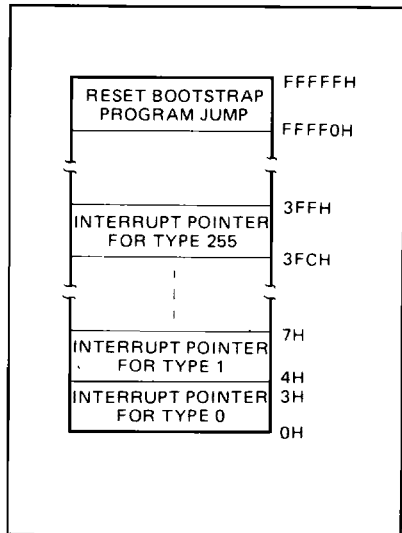 RESET BOOTSTRAP
PROGRAM JUMP
FFFFFH
FFFF0H
3FFH
INTERRUPT POINTER
FOR TYPE 255
3FCH
7H
INTERRUPT POINTER
FOR TYPE 1
4H
3H
INTERRUPT POINTER
FOR TYPE 0
0H